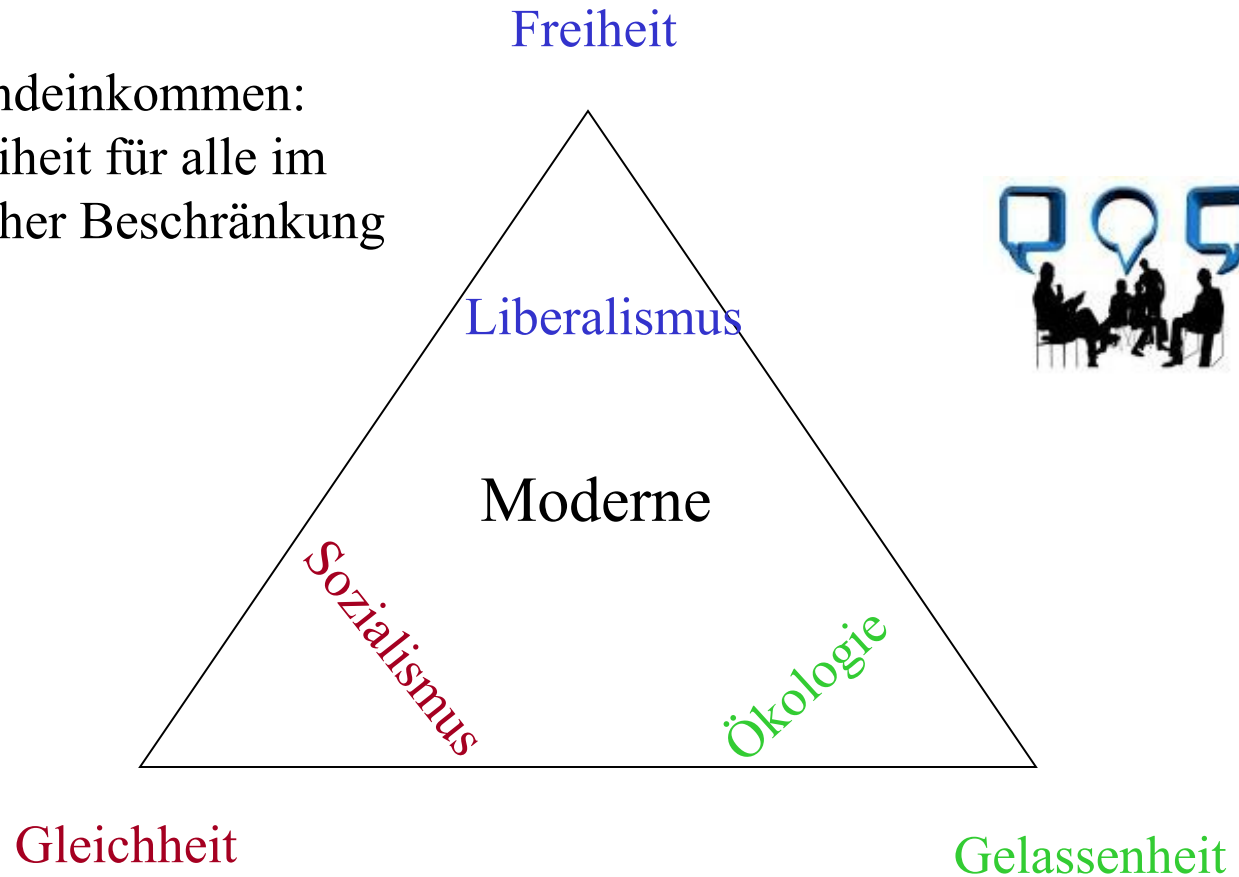 Freiheit
ndeinkommen:
iheit für alle im
her Beschränkung
Liberalismus
Moderne
Sozialismus
Ökologie
Gleichheit
Gelassenheit